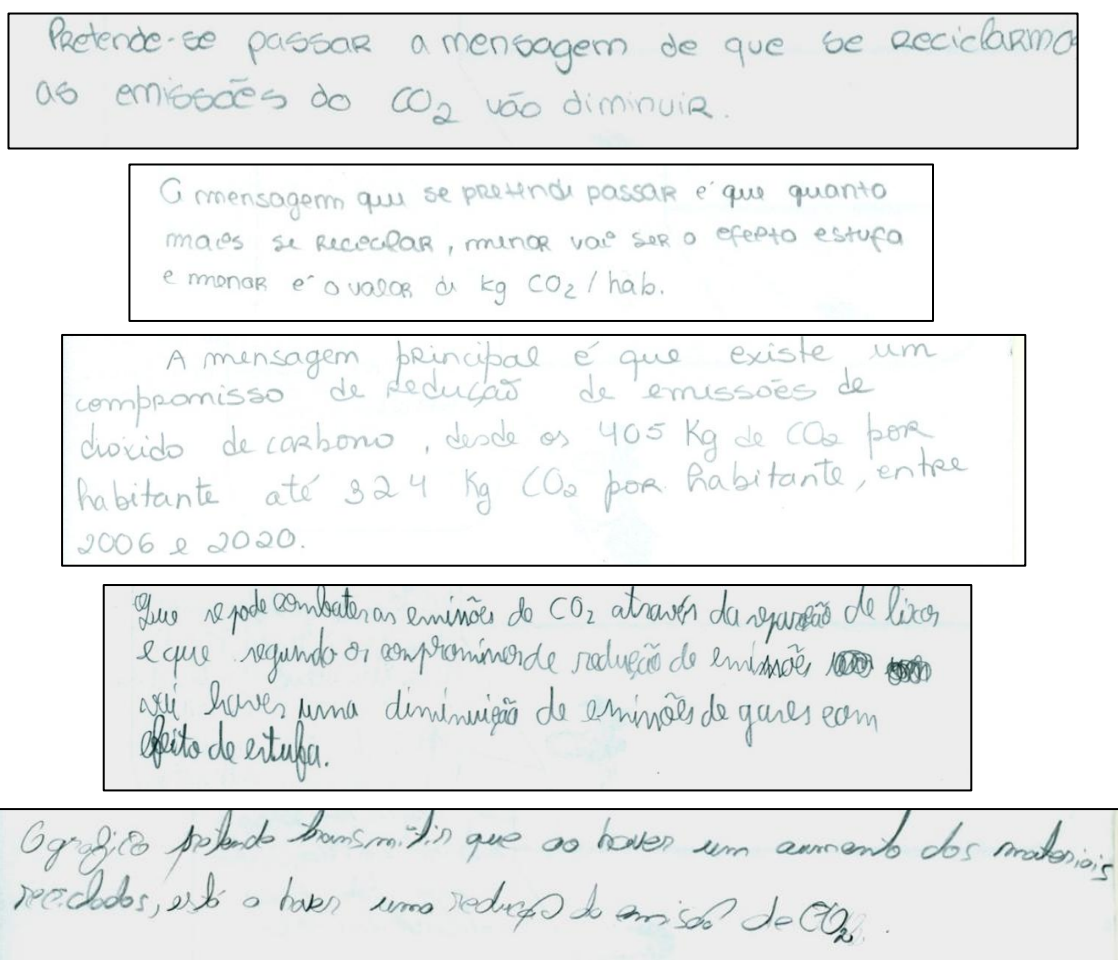 Pretende-se passar a mensagem de que se reciclarmo
as emissões do CO2 vão diminuir.
A mensagem que se pretende passar é que quanto
mais se reciclar, menor vai ser o efeito estufa
e menor é o valor de kg CO2/hab.
A mensagem principal é que existe um
compromisso de redução de emissões de
dioxido de carbono, desde os 405 Kg de CO2 por
habitante até 324 Kg CO2 por habitante, entre
2006 e 2020.
Que se pode combater as emissões do CO2 através da separação de lixos
e que segundo os compromissos de redução de emissões
vai haver uma diminuição de emissões de gases com
efeito de estufa.
O gráfico pretende transmitir que ao haver um aumento dos materiais
reciclados, está a haver uma redução da emissão de CO2.